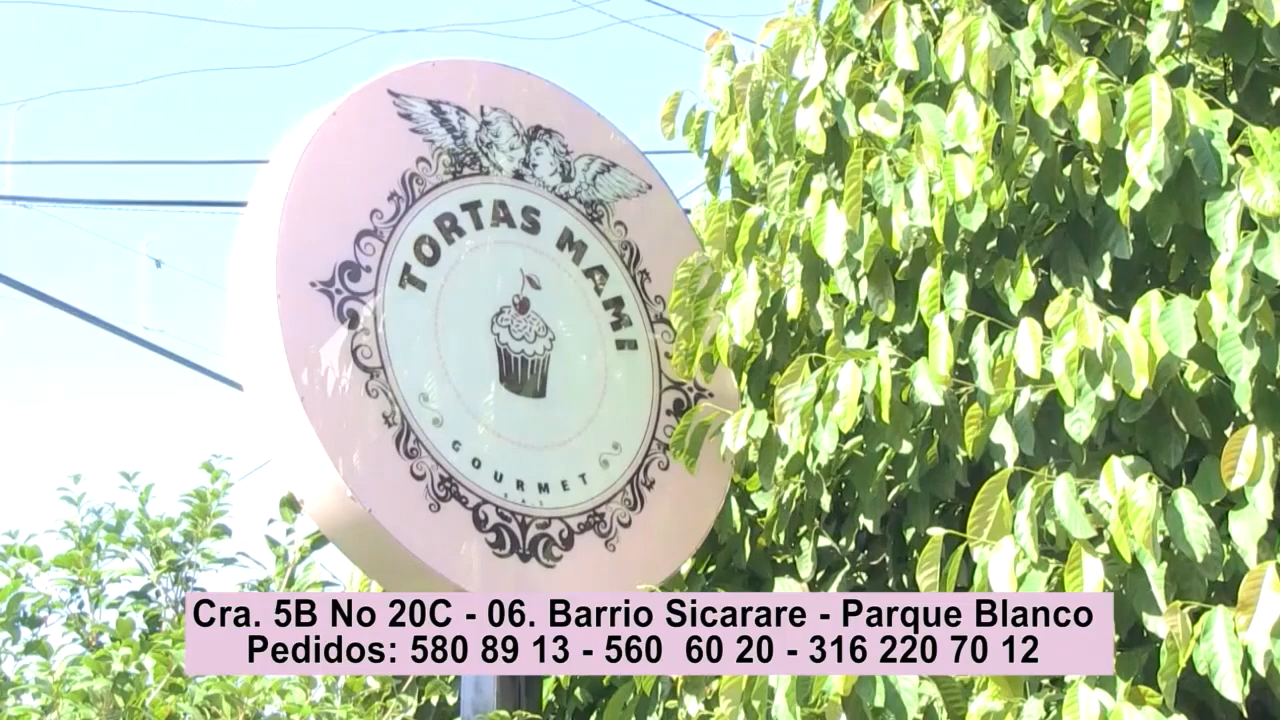 TORTAS MAMI
GOURMET
S.A.S
Cra. 5B No 20C - 06. Barrio Sicarare - Parque Blanco
Pedidos: 580 89 13 - 560 60 20 - 316 220 70 12